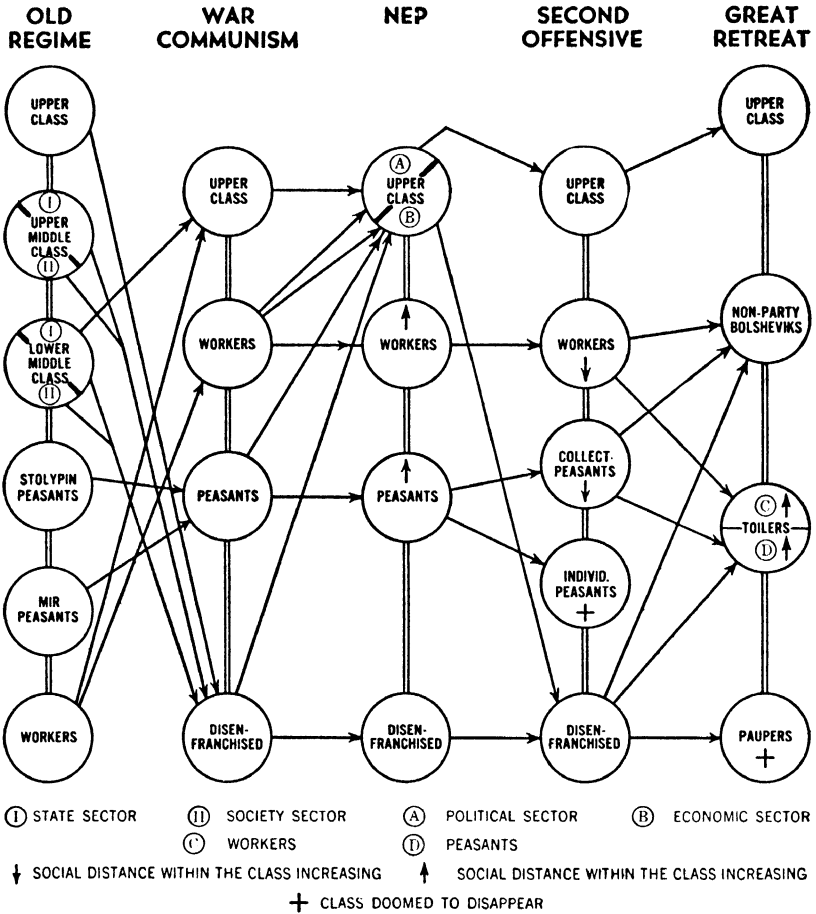 OLD
REGIME
WAR
COMMUNISM
NEP
SECOND
OFFENSIVE
GREAT
RETREAT
UPPER
CLASS
I
UPPER
MIDDLE
CLASS
II
I
LOWER
MIDDLE
CLASS
II
STOLYPIN
PEASANTS
MIR
PEASANTS
WORKERS
UPPER
CLASS
WORKERS
PEASANTS
DISEN-
FRANCHISED
A
UPPER
CLASS
B
WORKERS
PEASANTS
DISEN-
FRANCHISED
UPPER
CLASS
WORKERS
COLLECT-
PEASANTS
INDIVID.
PEASANTS
+
DISEN-
FRANCHISED
UPPER
CLASS
NON-PARTY
BOLSHEVIKS
C
TOILERS
D
PAUPERS
+
I STATE SECTOR II SOCIETY SECTOR A POLITICAL SECTOR B ECONOMIC SECTOR
C WORKERS D PEASANTS
↓ SOCIAL DISTANCE WITHIN THE CLASS INCREASING ↑ SOCIAL DISTANCE WITHIN THE CLASS INCREASING
+ CLASS DOOMED TO DISAPPEAR